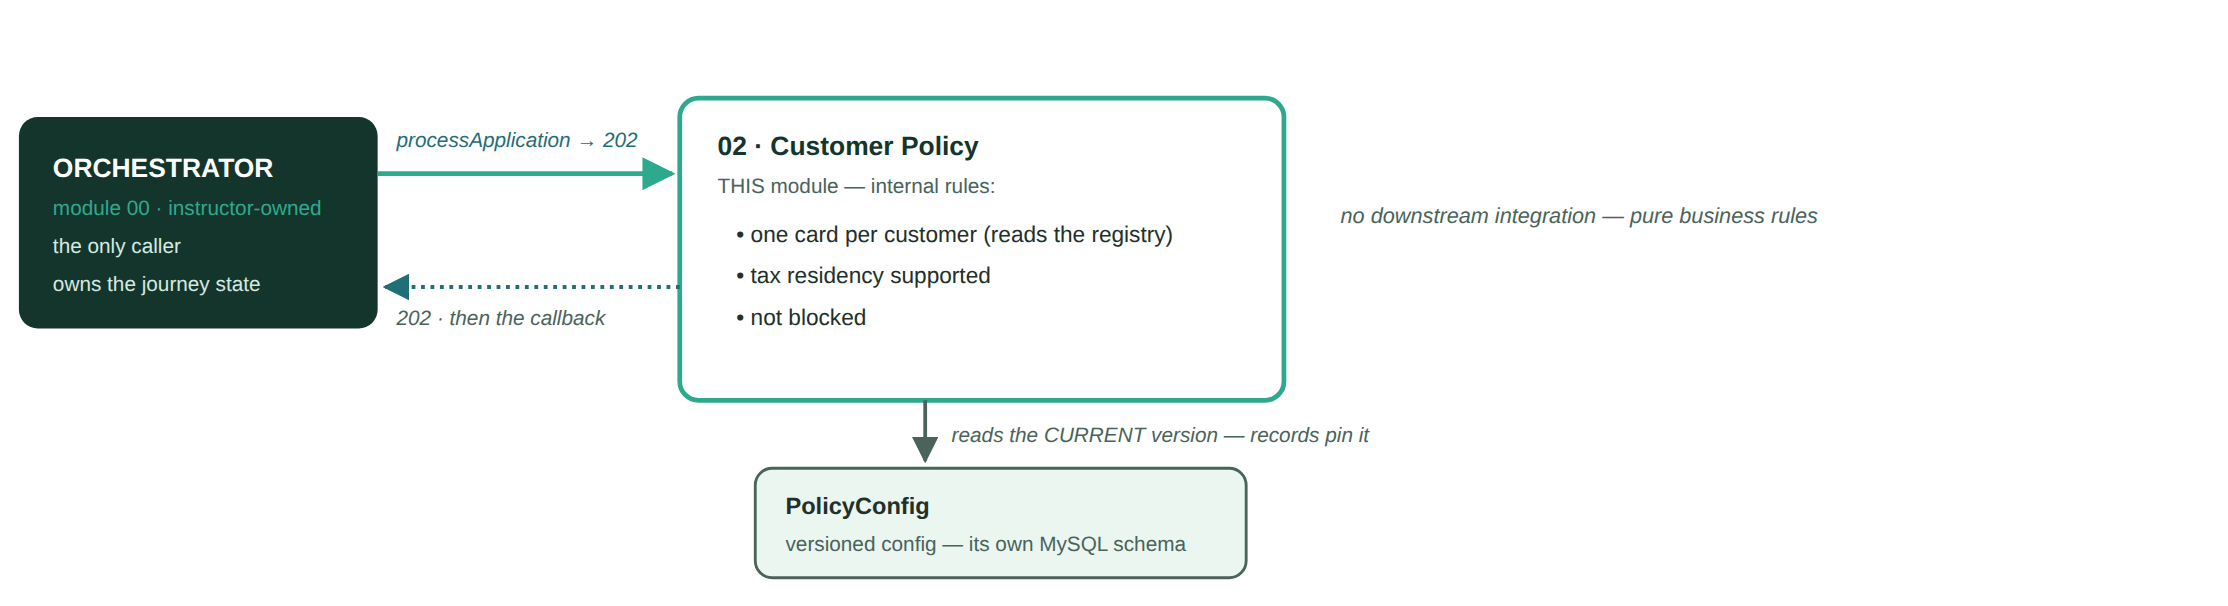 ORCHESTRATOR
module 00 · instructor-owned
the only caller
owns the journey state
processApplication → 202
202 · then the callback
02 · Customer Policy
THIS module — internal rules:
• one card per customer (reads the registry)
• tax residency supported
• not blocked
no downstream integration — pure business rules
reads the CURRENT version — records pin it
PolicyConfig
versioned config — its own MySQL schema